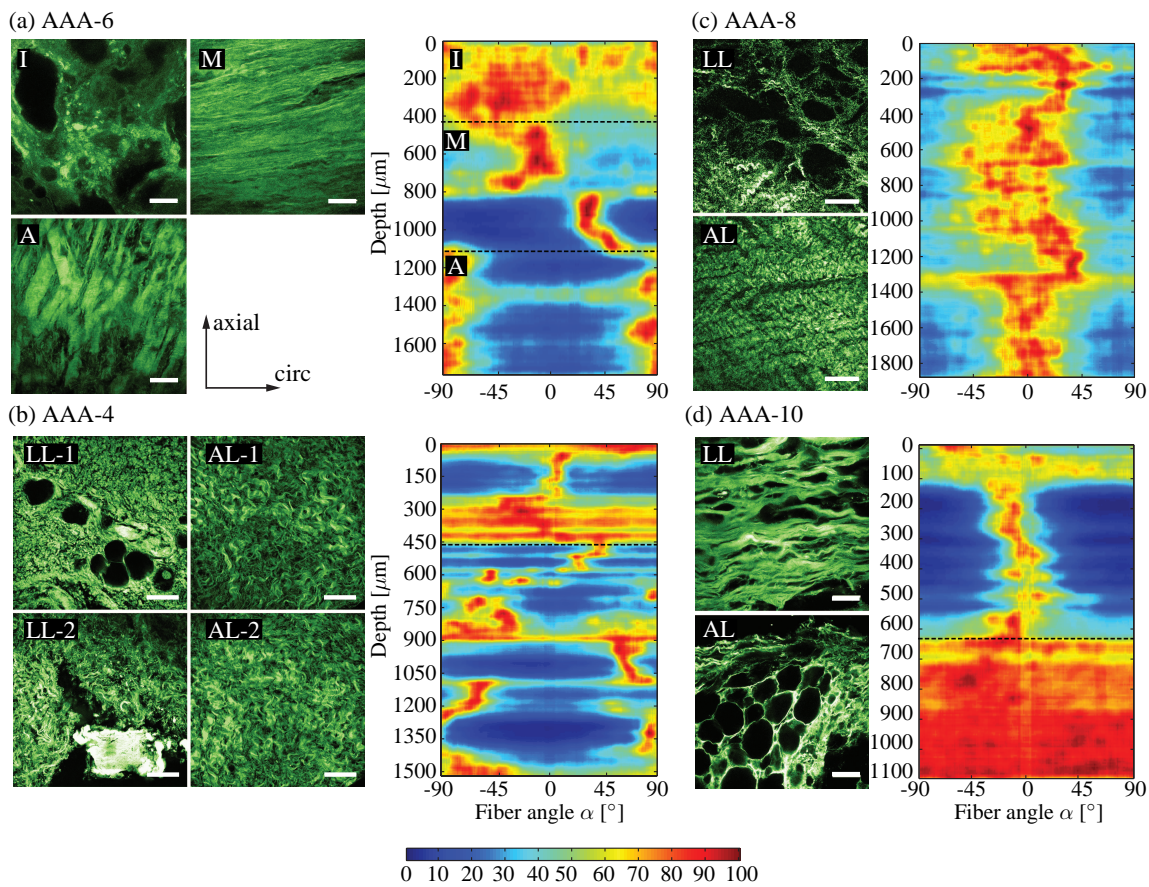 (a) AAA-6
I
M
A
axial
circ
0
200
400
600
800
1000
1200
1400
1600
Depth [μm]
I
M
A
-90
-45
0
45
90
(c) AAA-8
LL
AL
0
200
400
600
800
1000
1200
1400
1600
1800
-90
-45
0
45
90
(b) AAA-4
LL-1
AL-1
LL-2
AL-2
0
150
300
450
600
750
900
1050
1200
1350
1500
Depth [μm]
-90
-45
0
45
90
Fiber angle α [°]
(d) AAA-10
LL
AL
0
100
200
300
400
500
600
700
800
900
1000
1100
-90
-45
0
45
90
Fiber angle α [°]
0 10 20 30 40 50 60 70 80 90 100